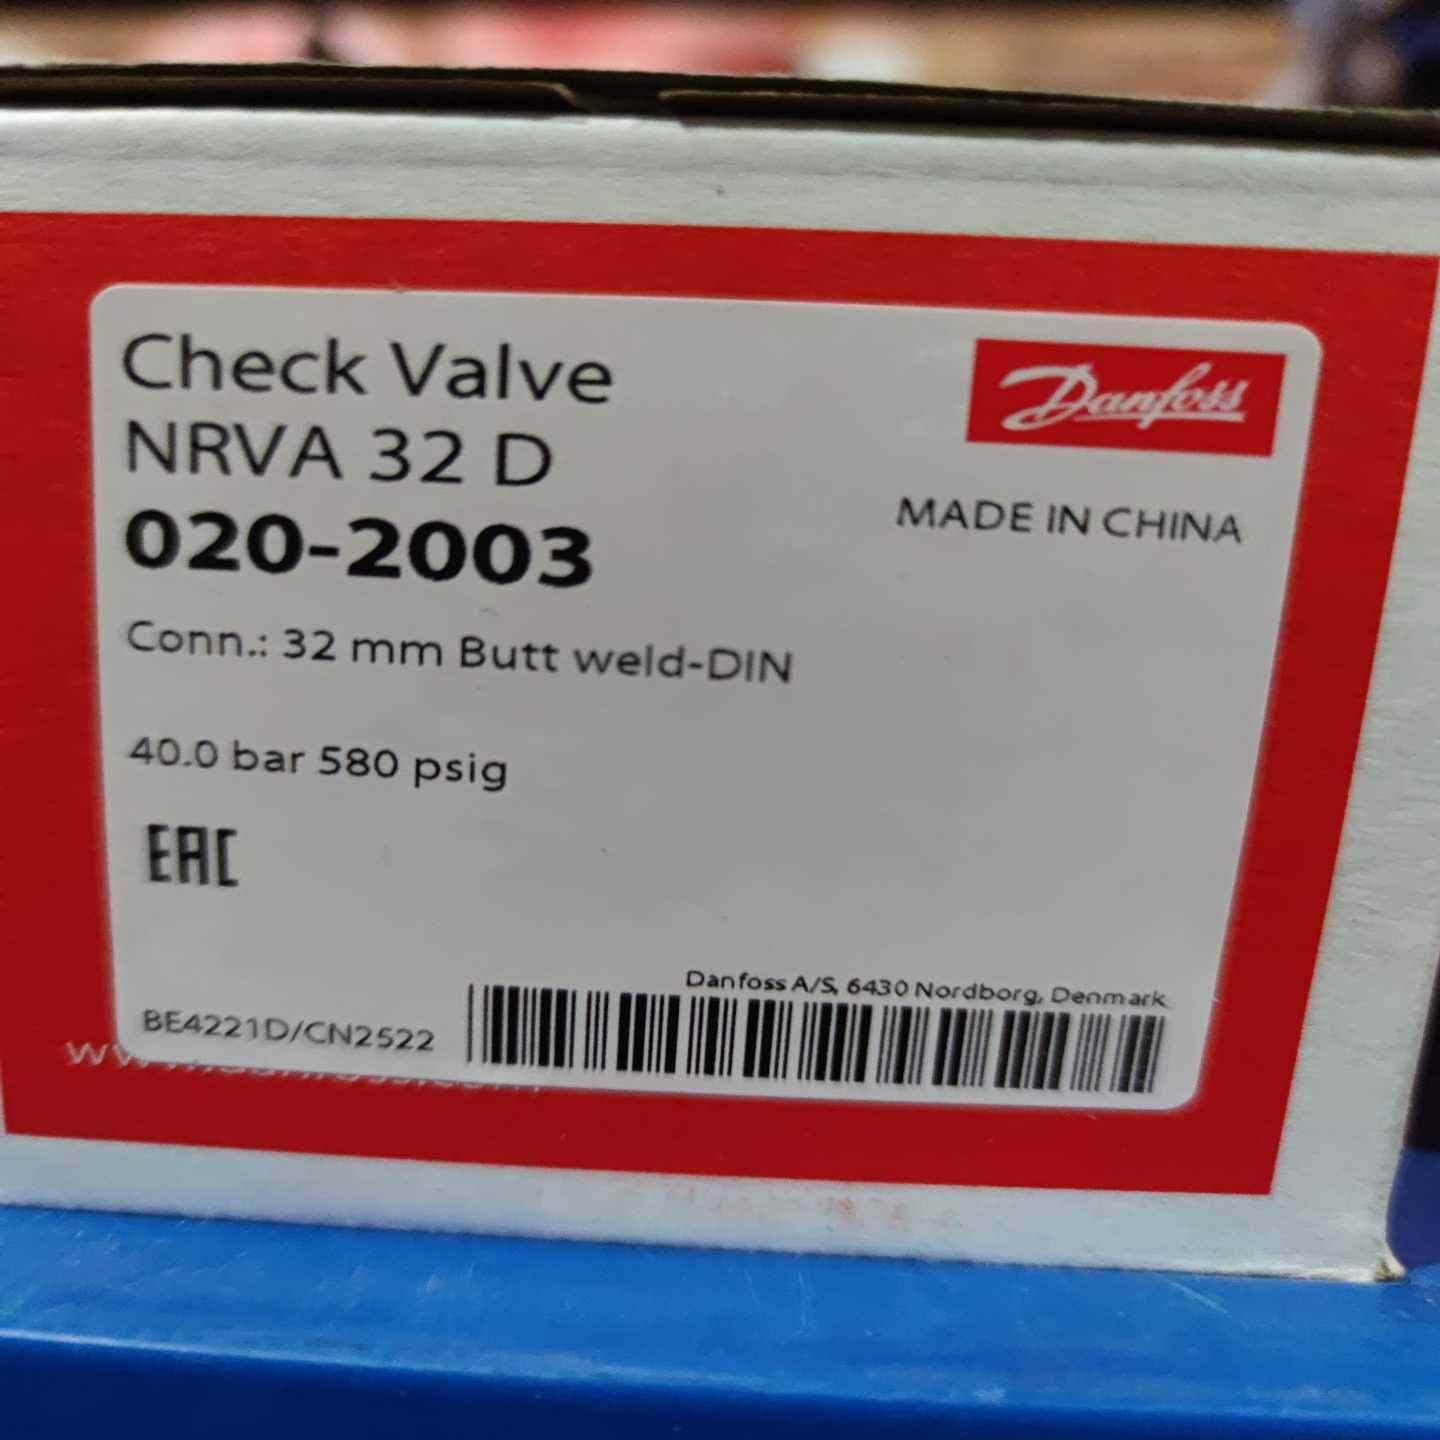 Check Valve
NRVA 32 D
020-2003
Danfoss
MADE IN CHINA
Conn.: 32 mm Butt weld-DIN
40.0 bar 580 psig
EAC
Danfoss A/S, 6430 Nordborg, Denmark
BE4221D/CN2522